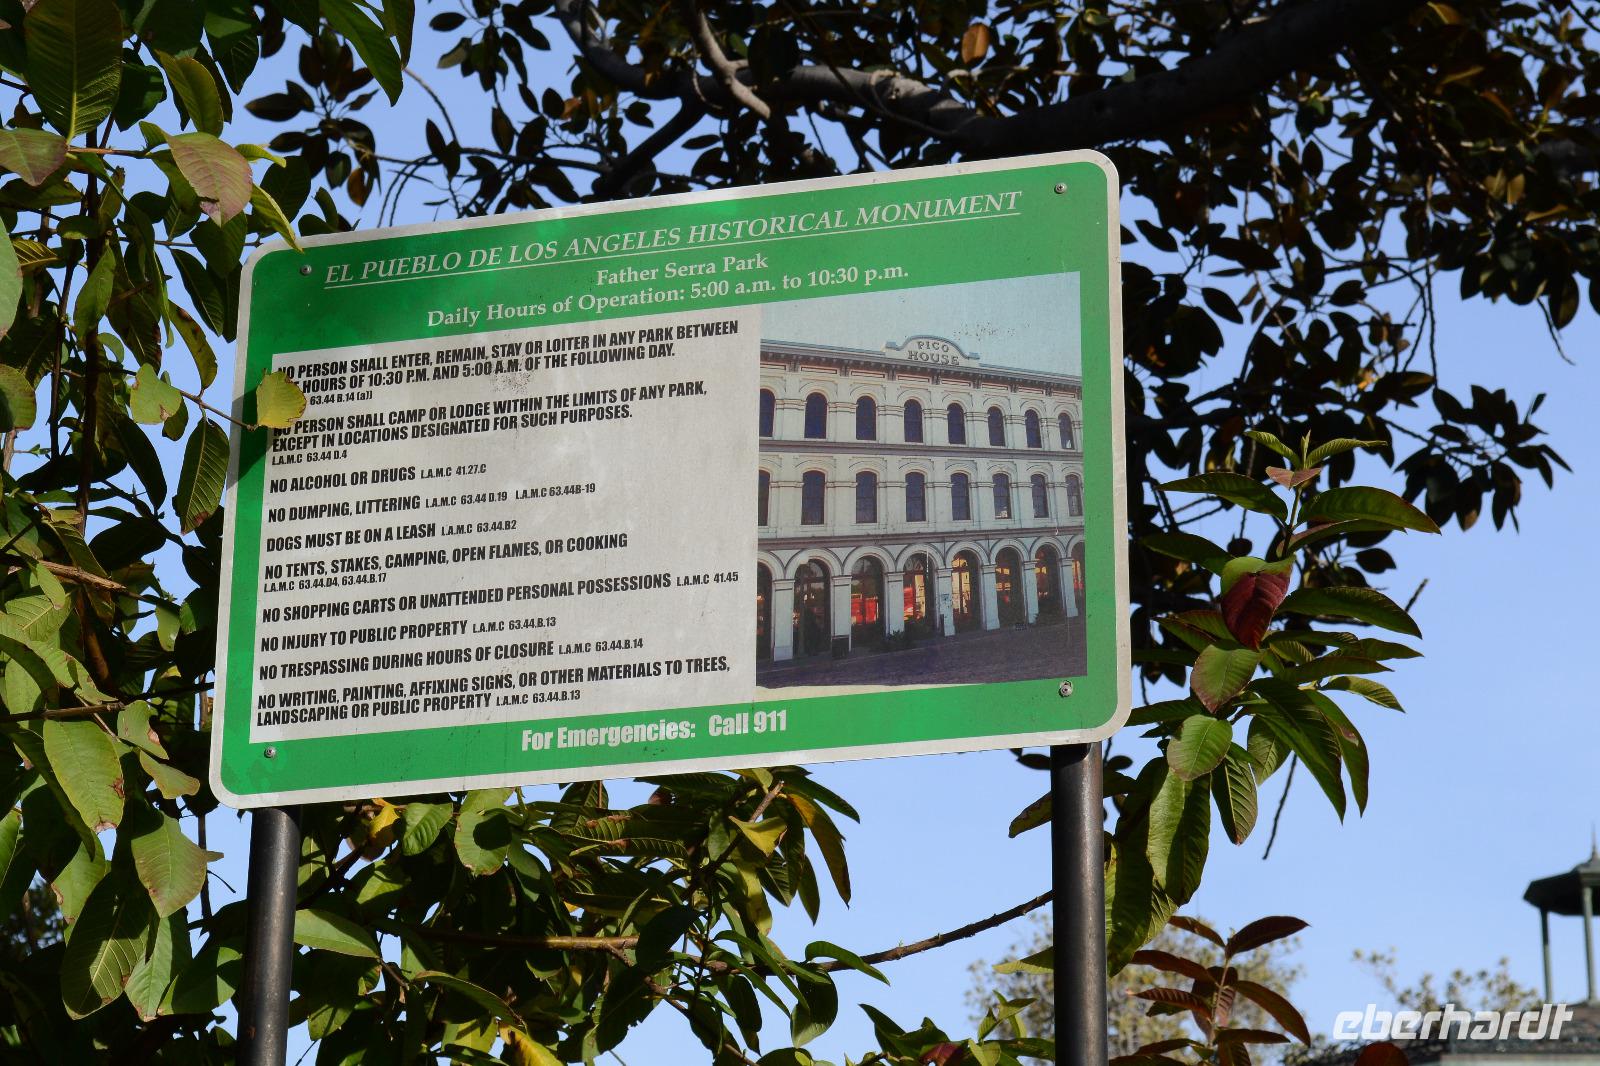 EL PUEBLO DE LOS ANGELES HISTORICAL MONUMENT
Father Serra Park
Daily Hours of Operation: 5:00 a.m. to 10:30 p.m.
NO PERSON SHALL ENTER, REMAIN, STAY OR LOITER IN ANY PARK BETWEEN
HOURS OF 10:30 P.M. AND 5:00 A.M. OF THE FOLLOWING DAY.
63.44 B.14 (a)]
NO PERSON SHALL CAMP OR LODGE WITHIN THE LIMITS OF ANY PARK,
EXCEPT IN LOCATIONS DESIGNATED FOR SUCH PURPOSES.
L.A.M.C 63.44 D.4
NO ALCOHOL OR DRUGS L.A.M.C 41.27.C
NO DUMPING, LITTERING L.A.M.C 63.44 D.19 L.A.M.C 63.44B-19
DOGS MUST BE ON A LEASH L.A.M.C 63.44.B2
NO TENTS, STAKES, CAMPING, OPEN FLAMES, OR COOKING
L.A.M.C 63.44.D4, 63.44.B.17
NO SHOPPING CARTS OR UNATTENDED PERSONAL POSSESSIONS L.A.M.C 41.45
NO INJURY TO PUBLIC PROPERTY L.A.M.C 63.44.B.13
NO TRESPASSING DURING HOURS OF CLOSURE L.A.M.C 63.44.B.14
NO WRITING, PAINTING, AFFIXING SIGNS, OR OTHER MATERIALS TO TREES,
LANDSCAPING OR PUBLIC PROPERTY L.A.M.C 63.44.B.13
PICO
HOUSE
For Emergencies: Call 911
eberhardt